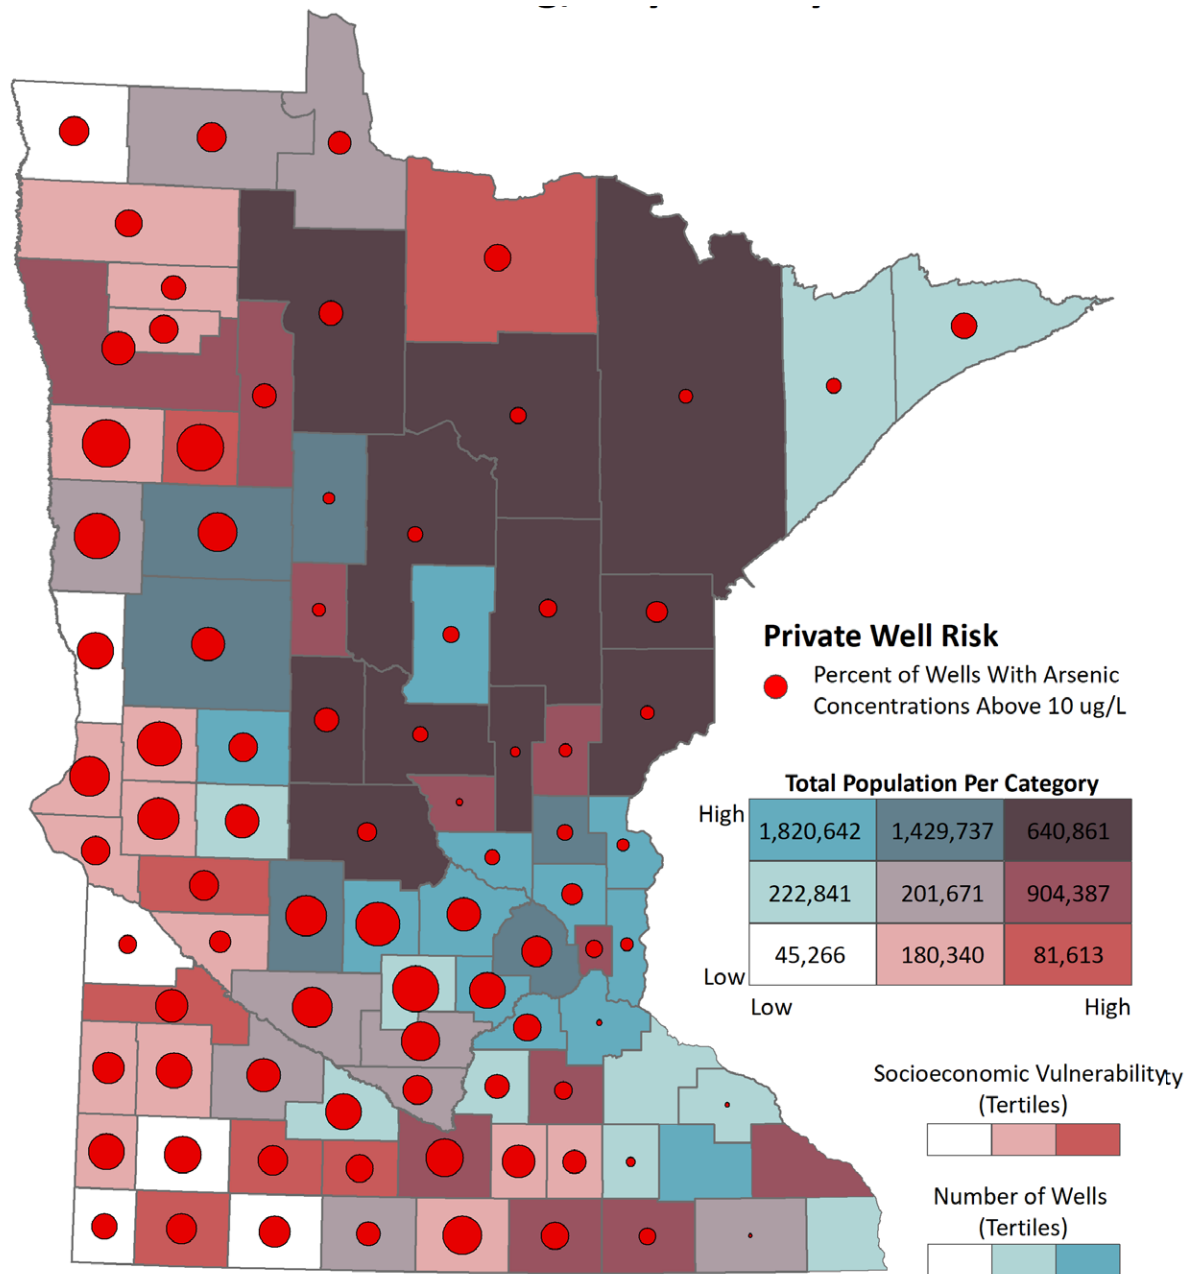 Private Well Risk
Percent of Wells With Arsenic
Concentrations Above 10 ug/L
Total Population Per Category
High
1,820,642 1,429,737 640,861
222,841 201,671 904,387
45,266 180,340 81,613
Low
Low High
Socioeconomic Vulnerability
(Tertiles)
Number of Wells
(Tertiles)